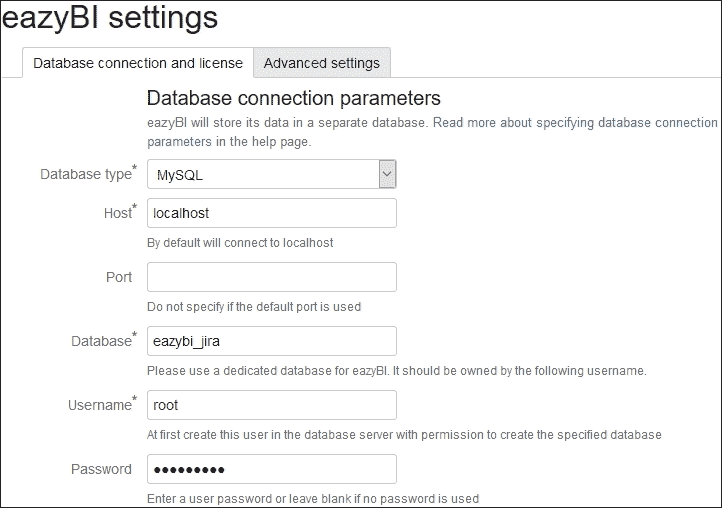 eazyBI settings
Database connection and license
Advanced settings
Database connection parameters
eazyBI will store its data in a separate database. Read more about specifying database connection
parameters in the help page.
Database type* MySQL
Host* localhost
By default will connect to localhost
Port
Do not specify if the default port is used
Database* eazybi_jira
Please use a dedicated database for eazyBI. It should be owned by the following username.
Username* root
At first create this user in the database server with permission to create the specified database
Password •••••••••
Enter a user password or leave blank if no password is used